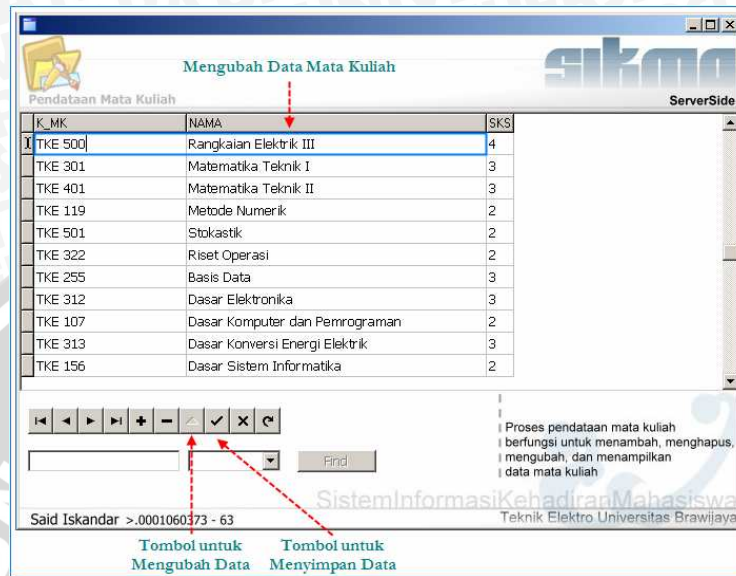 Mengubah Data Mata Kuliah
sikma
Pendataan Mata Kuliah
ServerSide
K_MK NAMA SKS
TKE 500 Rangkaian Elektrik III 4
TKE 301 Matematika Teknik I 3
TKE 401 Matematika Teknik II 3
TKE 119 Metode Numerik 2
TKE 501 Stokastik 2
TKE 322 Riset Operasi 2
TKE 255 Basis Data 3
TKE 312 Dasar Elektronika 3
TKE 107 Dasar Komputer dan Pemrograman 2
TKE 313 Dasar Konversi Energi Elektrik 3
TKE 156 Dasar Sistem Informatika 2
Proses pendataan mata kuliah
berfungsi untuk menambah, menghapus,
mengubah, dan menampilkan
data mata kuliah
Find
SistemInformasiKehadiranMahasiswa
Said Iskandar >.0001060373 - 63
Teknik Elektro Universitas Brawijaya
Tombol untuk
Mengubah Data
Tombol untuk
Menyimpan Data